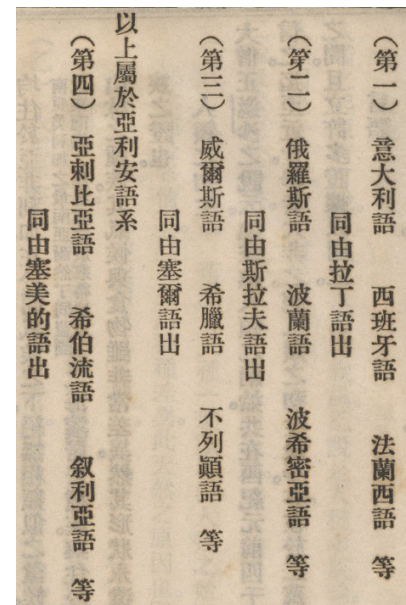 (第一) 意大利語 西班牙語 法蘭西語 等
同由拉丁語出
(第二) 俄羅斯語 波蘭語 波希密亞語 等
同由斯拉夫語出
(第三) 威爾斯語 希臘語 不列顚語 等
同由塞爾語出
以上屬於亞利安語系
(第四) 亞剌比亞語 希伯流語 叙利亞語 等
同由塞美的語出